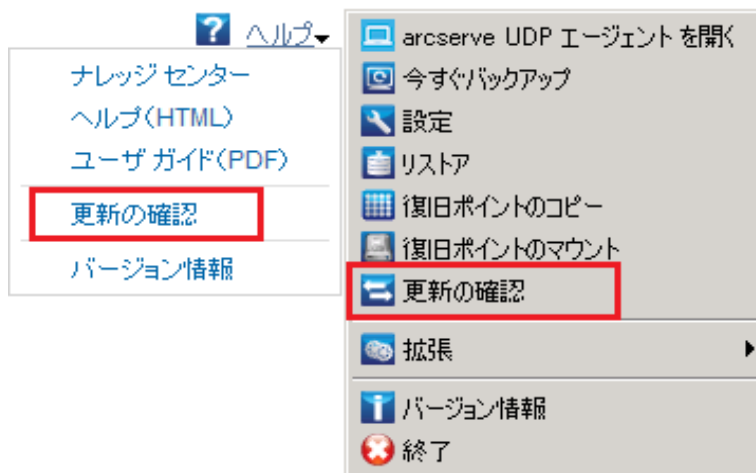 ? ヘルプ
ナレッジ センター
ヘルプ(HTML)
ユーザ ガイド(PDF)
更新の確認
バージョン情報
arcserve UDP エージェント を開く
今すぐバックアップ
設定
リストア
復旧ポイントのコピー
復旧ポイントのマウント
更新の確認
拡張
バージョン情報
終了